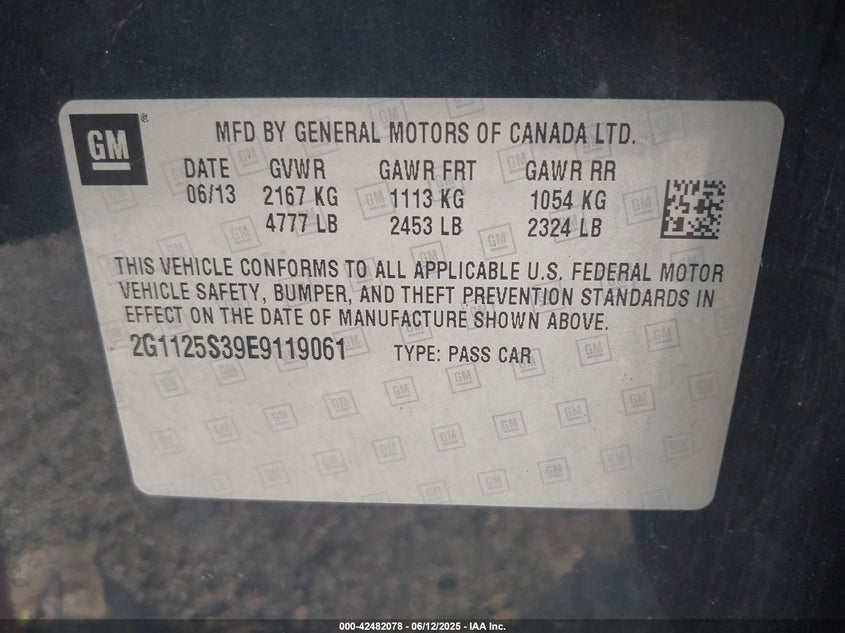 GM®
MFD BY GENERAL MOTORS OF CANADA LTD.
DATE GVWR GAWR FRT GAWR RR
06/13 2167 KG 1113 KG 1054 KG
4777 LB 2453 LB 2324 LB
THIS VEHICLE CONFORMS TO ALL APPLICABLE U.S. FEDERAL MOTOR
VEHICLE SAFETY, BUMPER, AND THEFT PREVENTION STANDARDS IN
EFFECT ON THE DATE OF MANUFACTURE SHOWN ABOVE.
2G1125S39E9119061 TYPE: PASS CAR
000-42482078 - 06/12/2025 - IAA Inc.